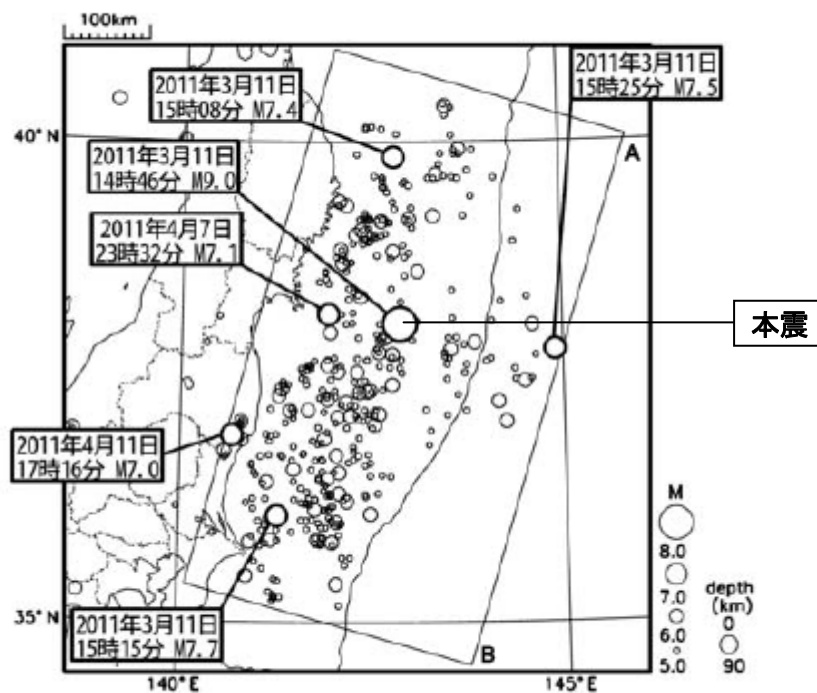 100km
2011年3月11日
15時25分 M7.5
2011年3月11日
15時08分 M7.4
40°N
A
2011年3月11日
14時46分 M9.0
2011年4月7日
23時32分 M7.1
本震
2011年4月11日
17時16分 M7.0
M
8.0
7.0
6.0
5.0
depth
(km)
0
90
35°N
2011年3月11日
15時15分 M7.7
B
140°E
145°E